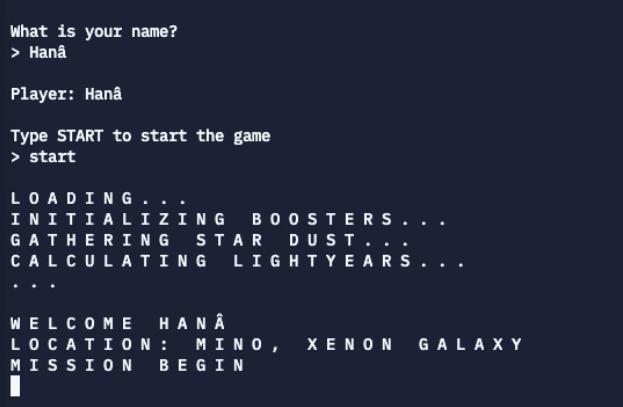 What is your name?
> Hanâ
Player: Hanâ
Type START to start the game
> start
L O A D I N G . . .
I N I T I A L I Z I N G   B O O S T E R S . . .
G A T H E R I N G   S T A R   D U S T . . .
C A L C U L A T I N G   L I G H T Y E A R S . . .
. . .
W E L C O M E   H A N Â
L O C A T I O N :   M I N O ,   X E N O N   G A L A X Y
M I S S I O N   B E G I N